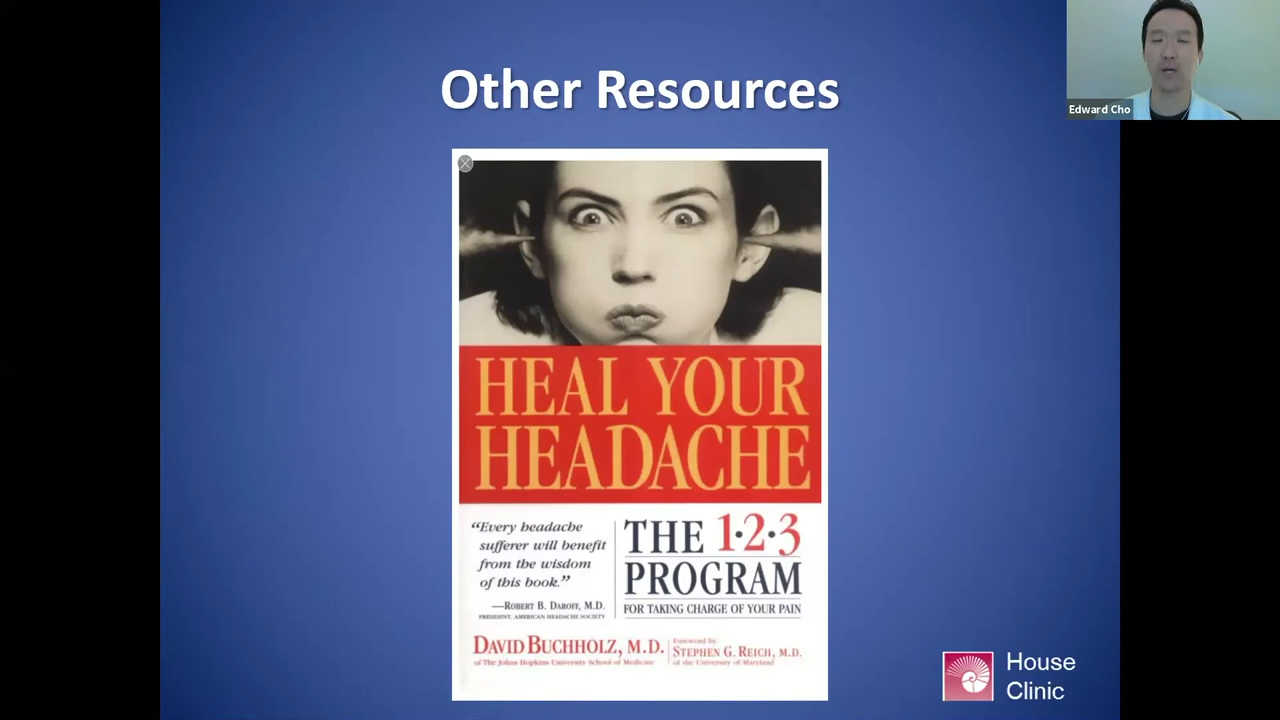 Other Resources
Edward Cho
HEAL YOUR
HEADACHE
“Every headache
sufferer will benefit
from the wisdom
of this book.”
—ROBERT B. DAROFF, M.D.
PRESIDENT, AMERICAN HEADACHE SOCIETY
THE 1·2·3
PROGRAM
FOR TAKING CHARGE OF YOUR PAIN
DAVID BUCHHOLZ, M.D.
of The Johns Hopkins University School of Medicine
Foreword by
STEPHEN G. REICH, M.D.
of the University of Maryland
House
Clinic